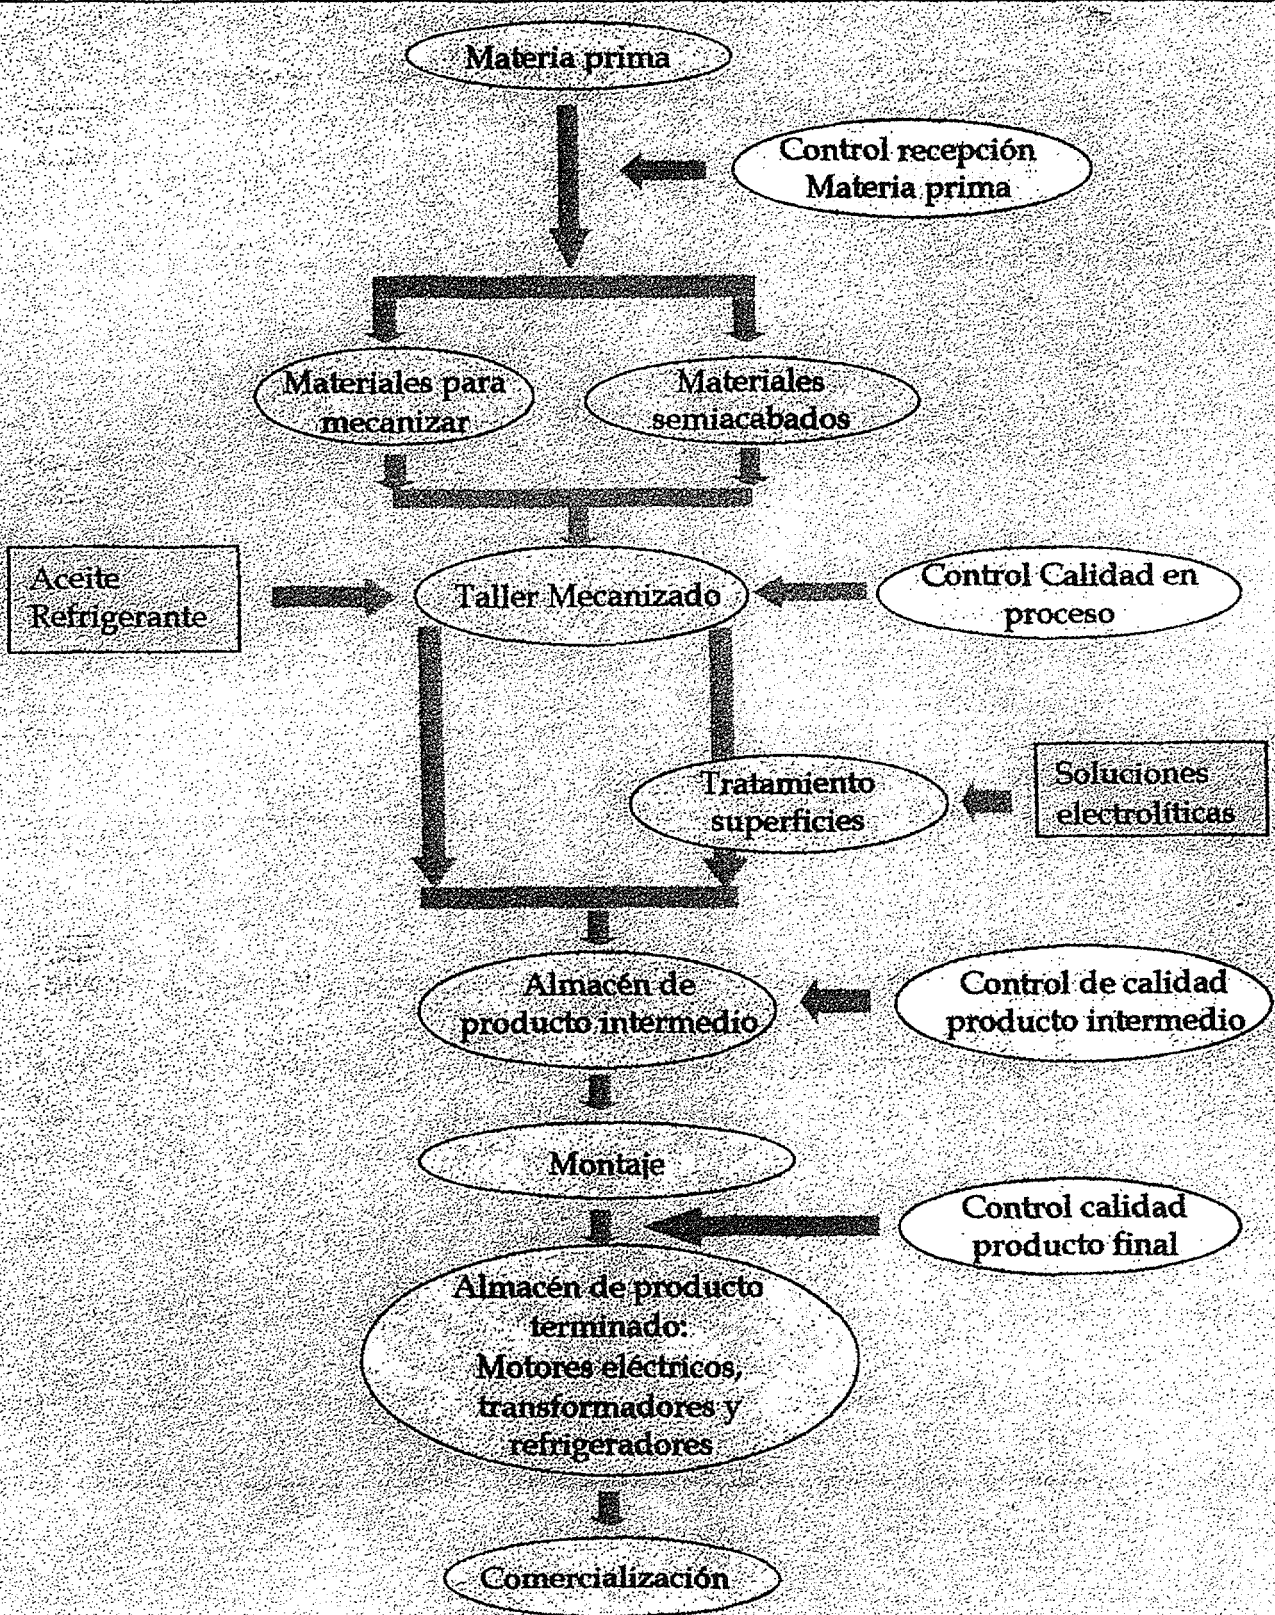 Materia prima
Control recepción
Materia prima
Materiales para
mecanizar
Materiales
semiacabados
Aceite
Refrigerante
Taller Mecanizado
Control Calidad en
proceso
Tratamiento
superficies
Soluciones
electrolíticas
Almacén de
producto intermedio
Control de calidad
producto intermedio
Montaje
Control calidad
producto final
Almacén de producto
terminado:
Motores eléctricos,
transformadores y
refrigeradores
Comercialización